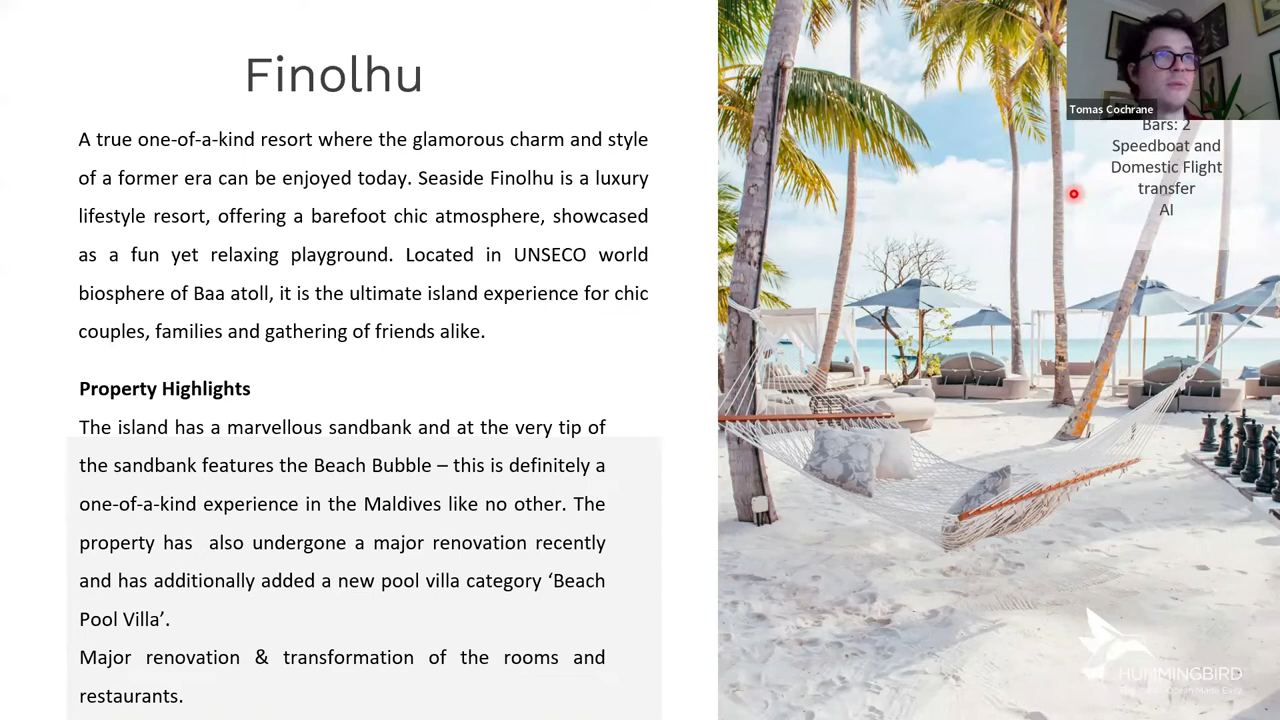 Finolhu
A true one-of-a-kind resort where the glamorous charm and style
of a former era can be enjoyed today. Seaside Finolhu is a luxury
lifestyle resort, offering a barefoot chic atmosphere, showcased
as a fun yet relaxing playground. Located in UNSECO world
biosphere of Baa atoll, it is the ultimate island experience for chic
couples, families and gathering of friends alike.
Property Highlights
The island has a marvellous sandbank and at the very tip of
the sandbank features the Beach Bubble – this is definitely a
one-of-a-kind experience in the Maldives like no other. The
property has also undergone a major renovation recently
and has additionally added a new pool villa category ‘Beach
Pool Villa’.
Major renovation & transformation of the rooms and
restaurants.
Tomas Cochrane
Bars: 2
Speedboat and
Domestic Flight
transfer
AI
HUMMINGBIRD
Ocean Made Easy